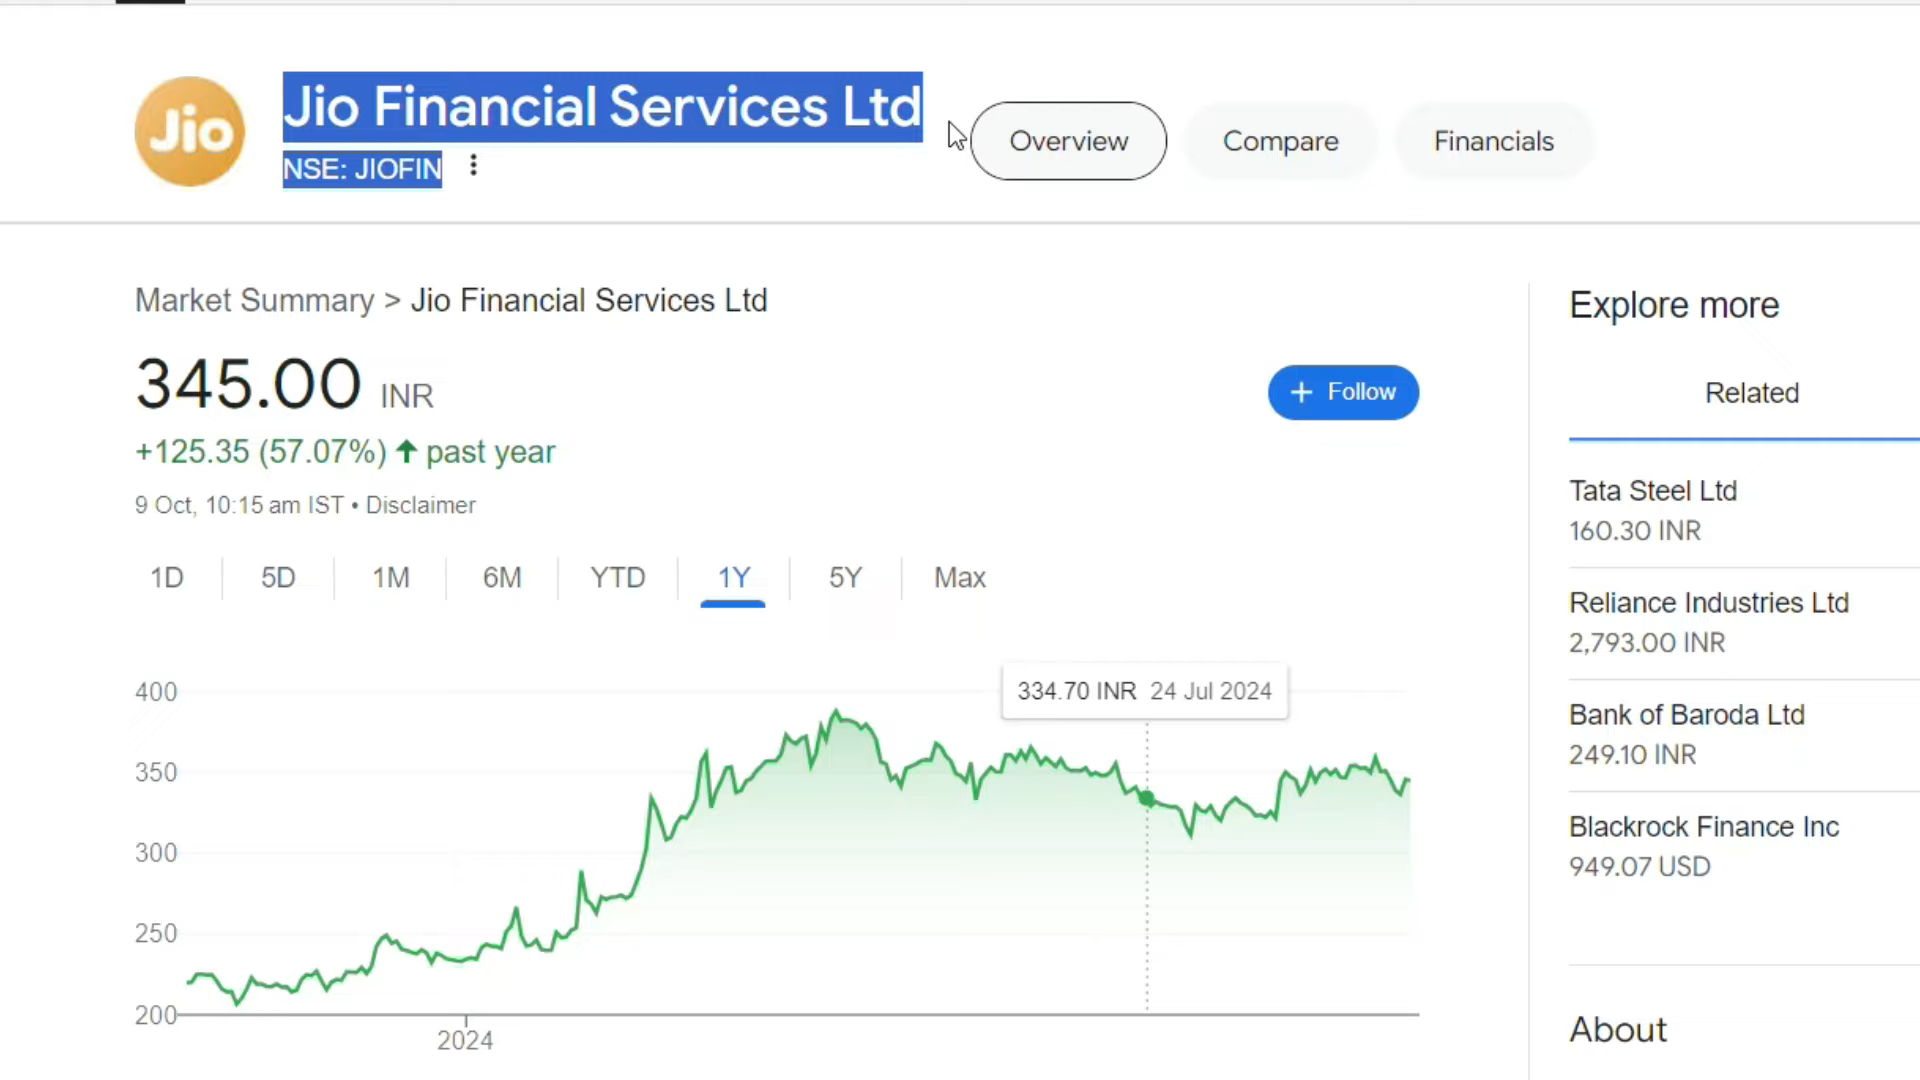 Jio
Jio Financial Services Ltd
NSE: JIOFIN
Overview
Compare
Financials
Market Summary > Jio Financial Services Ltd
345.00 INR
+125.35 (57.07%) ↑ past year
9 Oct, 10:15 am IST • Disclaimer
+ Follow
1D
5D
1M
6M
YTD
1Y
5Y
Max
334.70 INR 24 Jul 2024
400
350
300
250
200
2024
Explore more
Related
Tata Steel Ltd
160.30 INR
Reliance Industries Ltd
2,793.00 INR
Bank of Baroda Ltd
249.10 INR
Blackrock Finance Inc
949.07 USD
About